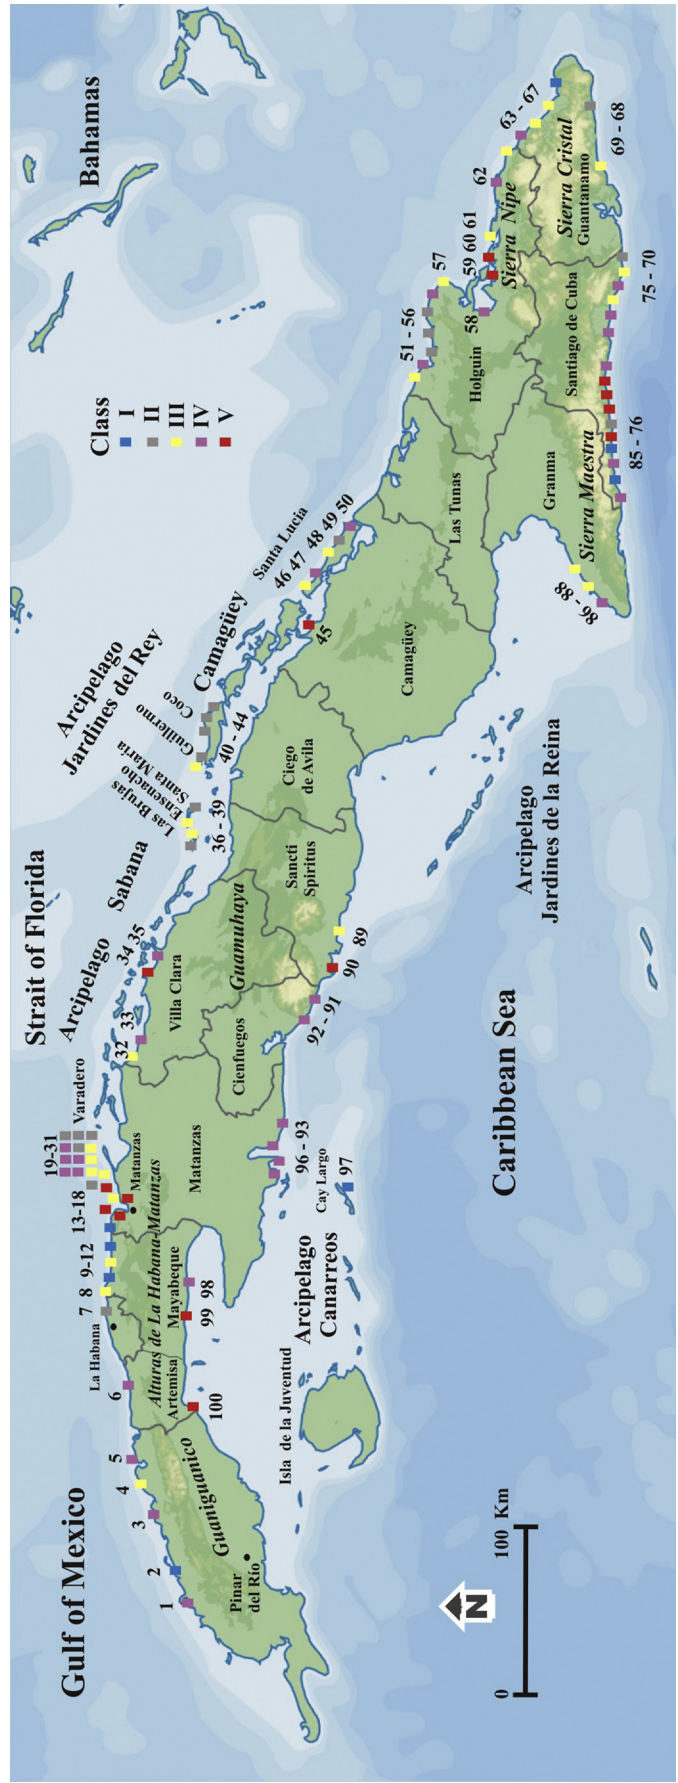 Gulf of Mexico
Strait of Florida
Bahamas
Class
I
II
III
IV
V
Arcipelago
Sabana
Arcipelago
Jardines del Rey
Camagüey
Las Brujas
Ensenacho
Santa Maria
Guillermo
Coco
Santa Lucia
Varadero
1
2
3
4
5
6
7
8
9-12
13-18
19-31
32
33
34
35
36 - 39
40 - 44
45
46
47
48
49
50
51 - 56
57
58
59
60
61
62
63 - 67
69 - 68
75 - 70
85 - 76
86 - 88
89
90
92 - 91
96 - 93
97
98
99
100
La Habana
Matanzas
Guaniguanico
Pinar
del Río
Artemisa
Alturas de La Habana-Matanzas
Mayabeque
Matanzas
Villa Clara
Cienfuegos
Guamuhaya
Sancti
Spiritus
Ciego
de Avila
Camagüey
Las Tunas
Holguin
Granma
Sierra Maestra
Santiago de Cuba
Sierra Nipe
Sierra Cristal
Guantanamo
Isla de la Juventud
Arcipelago
Canarreos
Cay Largo
Arcipelago
Jardines de la Reina
Caribbean Sea
N
0
100 Km